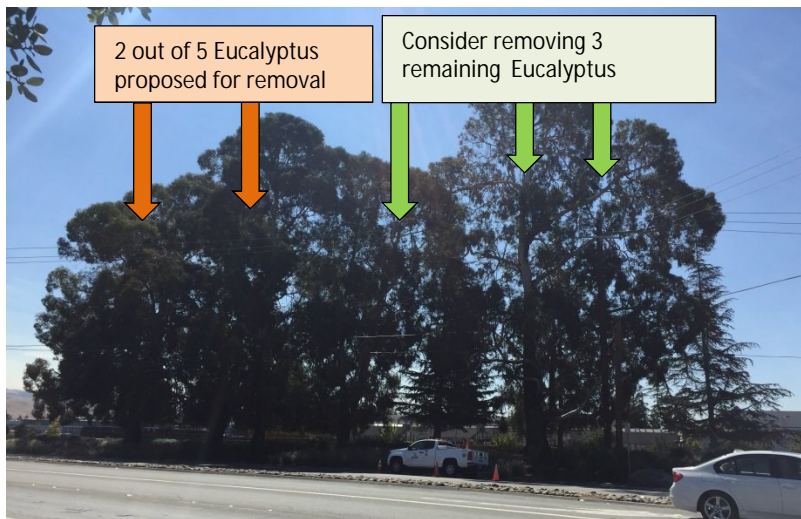 2 out of 5 Eucalyptus
proposed for removal
Consider removing 3
remaining Eucalyptus